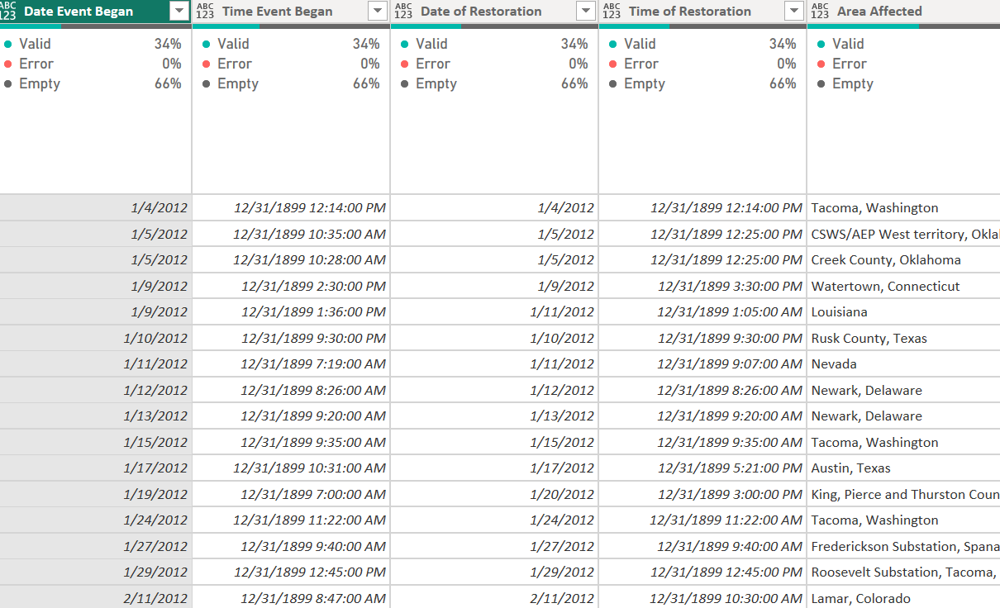 ABC 123 Date Event Began ABC 123 Time Event Began ABC 123 Date of Restoration ABC 123 Time of Restoration ABC 123 Area Affected
Valid 34% Valid 34% Valid 34% Valid 34% Valid
Error 0% Error 0% Error 0% Error 0% Error
Empty 66% Empty 66% Empty 66% Empty 66% Empty
1/4/2012 12/31/1899 12:14:00 PM 1/4/2012 12/31/1899 12:14:00 PM Tacoma, Washington
1/5/2012 12/31/1899 10:35:00 AM 1/5/2012 12/31/1899 12:25:00 PM CSWS/AEP West territory, Okla
1/5/2012 12/31/1899 10:28:00 AM 1/5/2012 12/31/1899 12:25:00 PM Creek County, Oklahoma
1/9/2012 12/31/1899 2:30:00 PM 1/9/2012 12/31/1899 3:30:00 PM Watertown, Connecticut
1/9/2012 12/31/1899 1:36:00 PM 1/11/2012 12/31/1899 1:05:00 AM Louisiana
1/10/2012 12/31/1899 9:30:00 PM 1/10/2012 12/31/1899 9:30:00 PM Rusk County, Texas
1/11/2012 12/31/1899 7:19:00 AM 1/11/2012 12/31/1899 9:07:00 AM Nevada
1/12/2012 12/31/1899 8:26:00 AM 1/12/2012 12/31/1899 8:26:00 AM Newark, Delaware
1/13/2012 12/31/1899 9:20:00 AM 1/13/2012 12/31/1899 9:20:00 AM Newark, Delaware
1/15/2012 12/31/1899 9:35:00 AM 1/15/2012 12/31/1899 9:35:00 AM Tacoma, Washington
1/17/2012 12/31/1899 10:31:00 AM 1/17/2012 12/31/1899 5:21:00 PM Austin, Texas
1/19/2012 12/31/1899 7:00:00 AM 1/20/2012 12/31/1899 3:00:00 PM King, Pierce and Thurston Coun
1/24/2012 12/31/1899 11:22:00 AM 1/24/2012 12/31/1899 11:22:00 AM Tacoma, Washington
1/27/2012 12/31/1899 9:40:00 AM 1/27/2012 12/31/1899 9:40:00 AM Frederickson Substation, Spana
1/29/2012 12/31/1899 12:45:00 PM 1/29/2012 12/31/1899 12:45:00 PM Roosevelt Substation, Tacoma,
2/11/2012 12/31/1899 8:47:00 AM 2/11/2012 12/31/1899 10:30:00 AM Lamar, Colorado